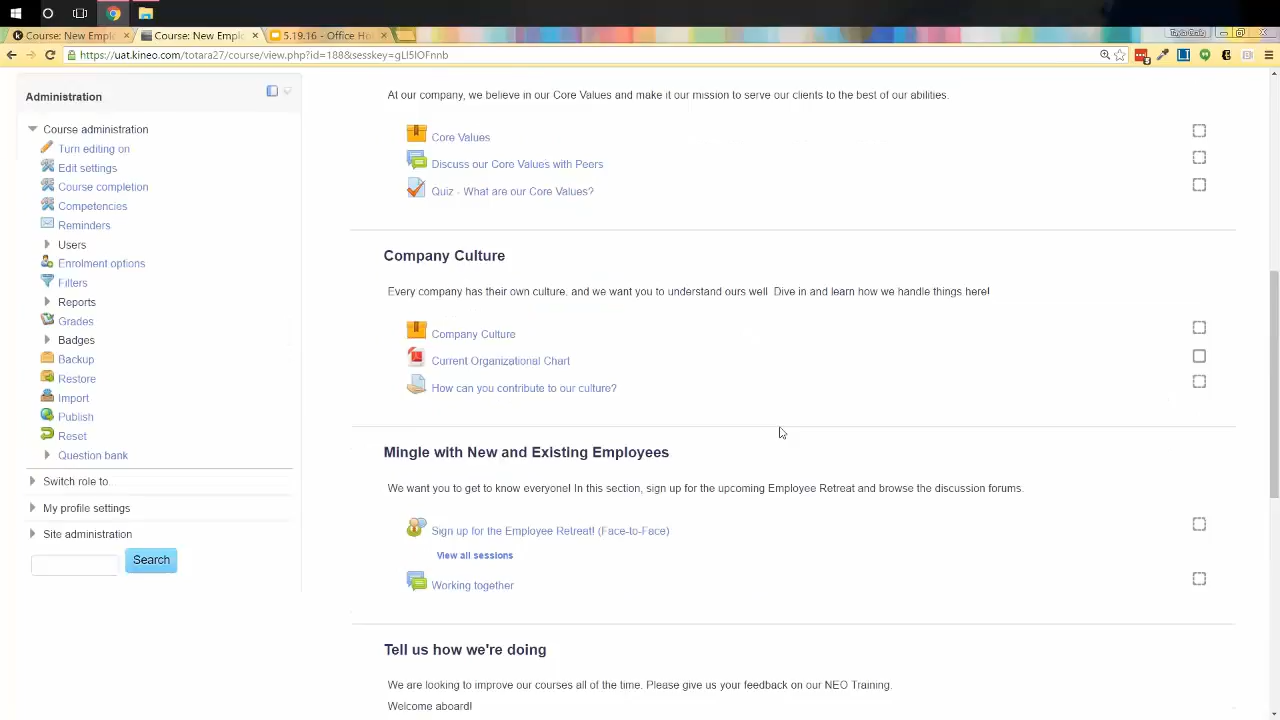 Course: New Emplo
Course: New Emplo
5.19.16 - Office Ho
https://uat.kineo.com/totara27/course/view.php?id=188&sesskey=gLl5lOFnnb
Administration
Course administration
Turn editing on
Edit settings
Course completion
Competencies
Reminders
Users
Enrolment options
Filters
Reports
Grades
Badges
Backup
Restore
Import
Publish
Reset
Question bank
Switch role to...
My profile settings
Site administration
Search
At our company, we believe in our Core Values and make it our mission to serve our clients to the best of our abilities.
Core Values
Discuss our Core Values with Peers
Quiz - What are our Core Values?
Company Culture
Every company has their own culture. and we want you to understand ours well. Dive in and learn how we handle things here!
Company Culture
Current Organizational Chart
How can you contribute to our culture?
Mingle with New and Existing Employees
We want you to get to know everyone! In this section, sign up for the upcoming Employee Retreat and browse the discussion forums.
Sign up for the Employee Retreat! (Face-to-Face)
View all sessions
Working together
Tell us how we're doing
We are looking to improve our courses all of the time. Please give us your feedback on our NEO Training.
Welcome aboard!